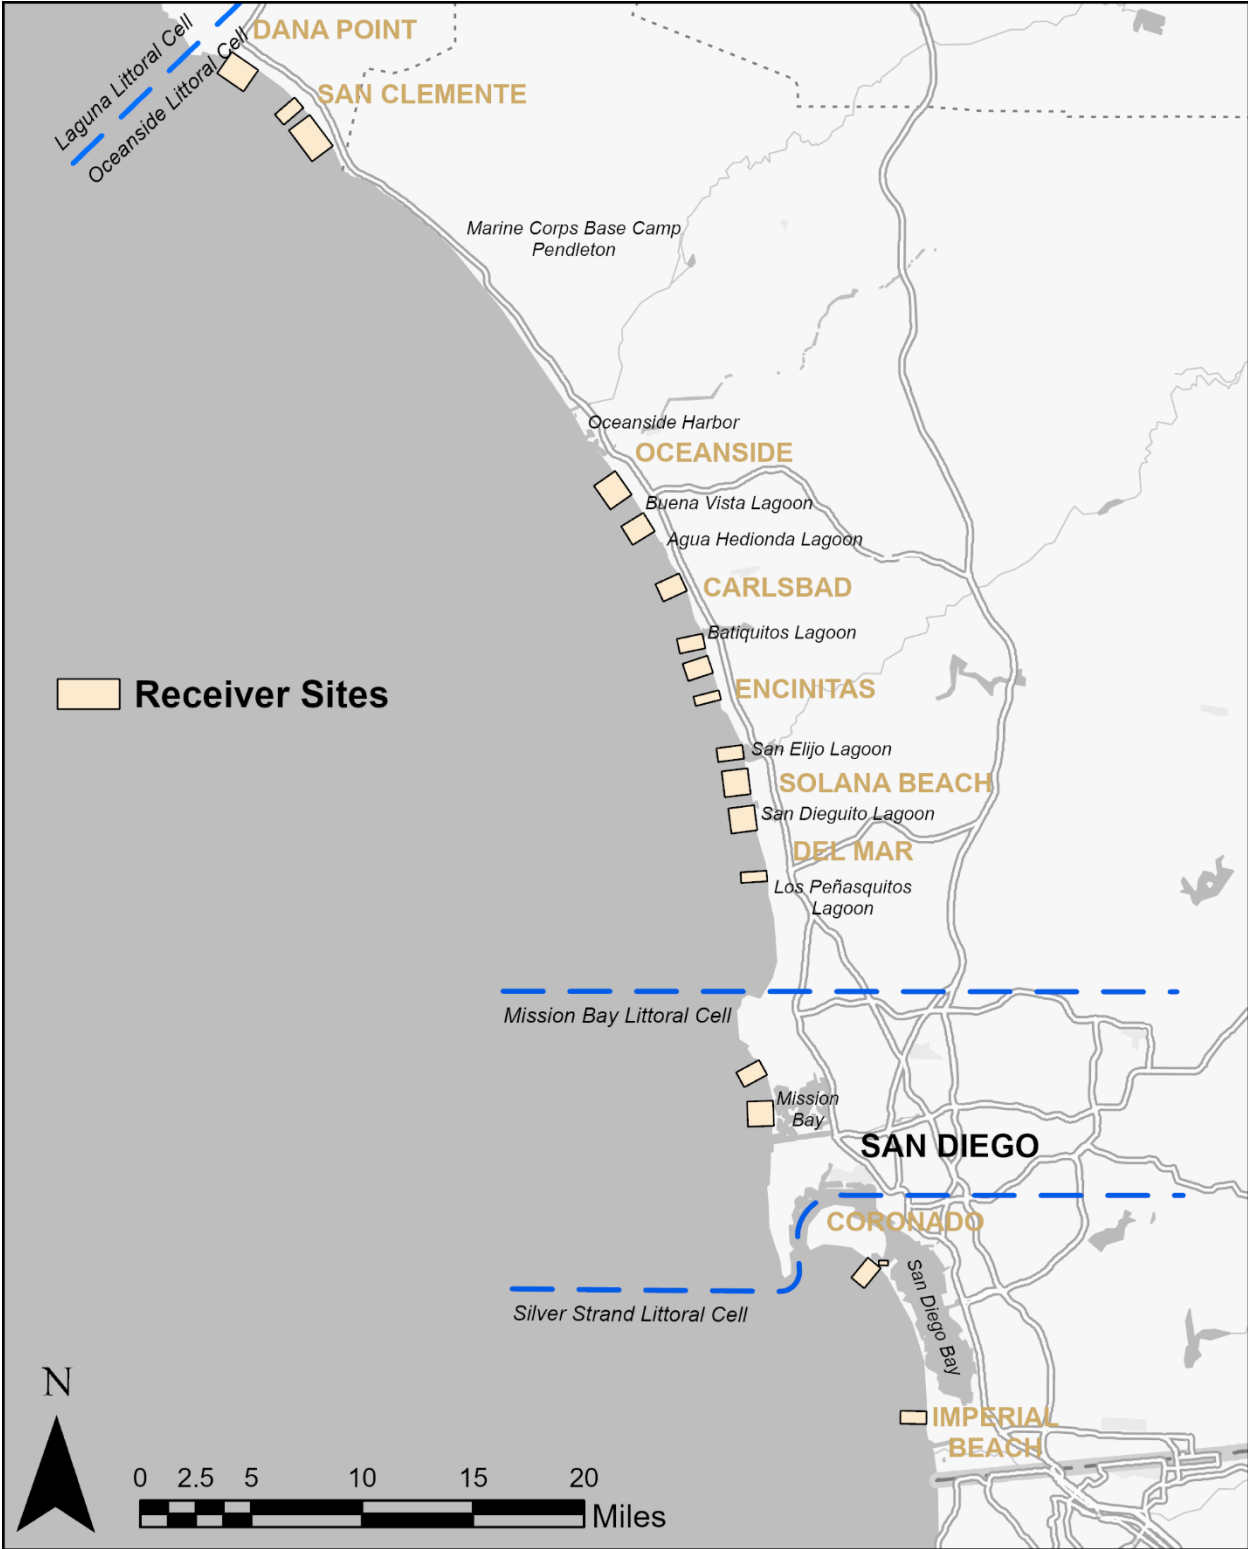 DANA POINT
Laguna Littoral Cell
Oceanside Littoral Cell
SAN CLEMENTE
Marine Corps Base Camp
Pendleton
Oceanside Harbor
OCEANSIDE
Buena Vista Lagoon
Agua Hedionda Lagoon
CARLSBAD
Batiquitos Lagoon
Receiver Sites
ENCINITAS
San Elijo Lagoon
SOLANA BEACH
San Dieguito Lagoon
DEL MAR
Los Peñasquitos
Lagoon
Mission Bay Littoral Cell
Mission
Bay
SAN DIEGO
CORONADO
San Diego Bay
Silver Strand Littoral Cell
N
IMPERIAL
BEACH
0 2.5 5 10 15 20
Miles